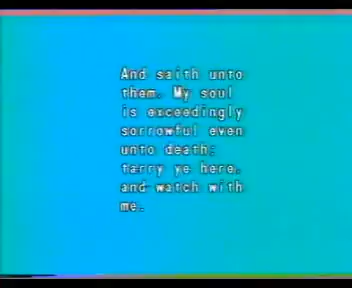 And saith unto
them. My soul
is exceedingly
sorrowful even
unto death:
tarry ye here,
and watch with
me.